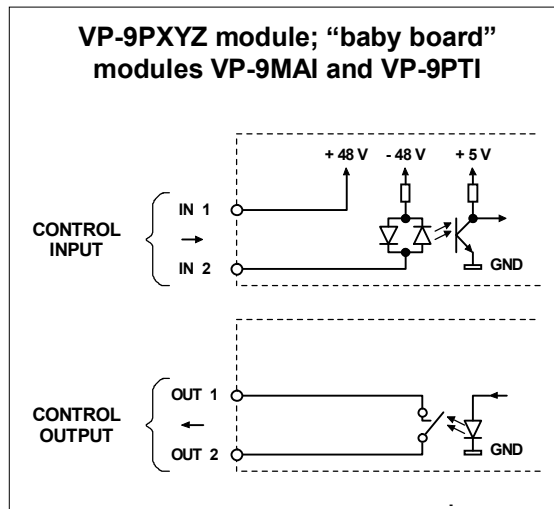 VP-9PXYZ module; “baby board”
modules VP-9MAI and VP-9PTI
+ 48 V - 48 V + 5 V
IN 1
CONTROL
INPUT
IN 2
GND
OUT 1
CONTROL
OUTPUT
OUT 2
GND